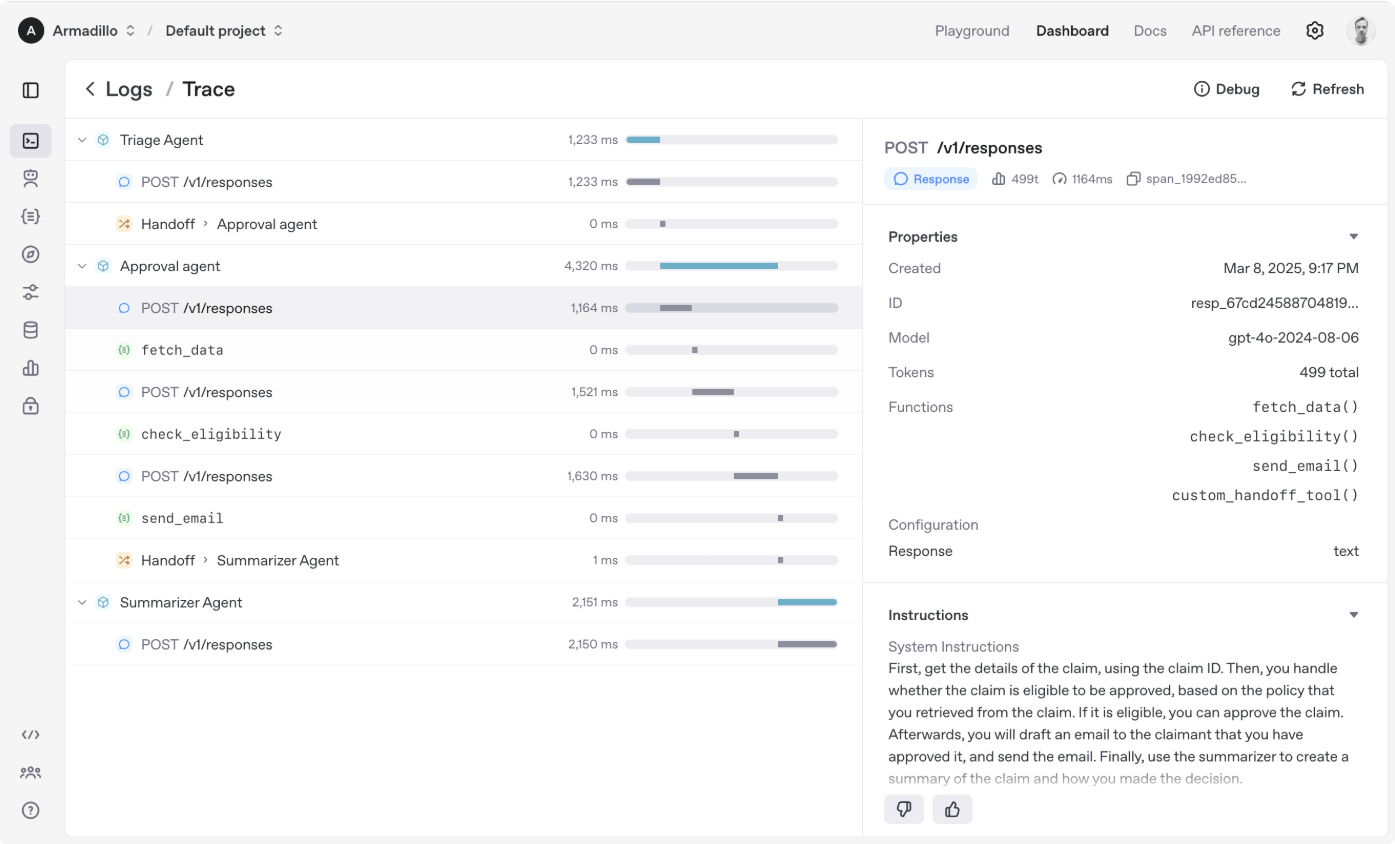 A Armadillo / Default project Playground Dashboard Docs API reference
Logs / Trace Debug Refresh
Triage Agent 1,233 ms
POST /v1/responses 1,233 ms
Handoff › Approval agent 0 ms
Approval agent 4,320 ms
POST /v1/responses 1,164 ms
fetch_data 0 ms
POST /v1/responses 1,521 ms
check_eligibility 0 ms
POST /v1/responses 1,630 ms
send_email 0 ms
Handoff › Summarizer Agent 1 ms
Summarizer Agent 2,151 ms
POST /v1/responses 2,150 ms
POST /v1/responses
Response 499t 1164ms span_1992ed85...
Properties
Created Mar 8, 2025, 9:17 PM
ID resp_67cd24588704819...
Model gpt-4o-2024-08-06
Tokens 499 total
Functions fetch_data()
check_eligibility()
send_email()
custom_handoff_tool()
Configuration
Response text
Instructions
System Instructions
First, get the details of the claim, using the claim ID. Then, you handle
whether the claim is eligible to be approved, based on the policy that
you retrieved from the claim. If it is eligible, you can approve the claim.
Afterwards, you will draft an email to the claimant that you have
approved it, and send the email. Finally, use the summarizer to create a
summary of the claim and how you made the decision.